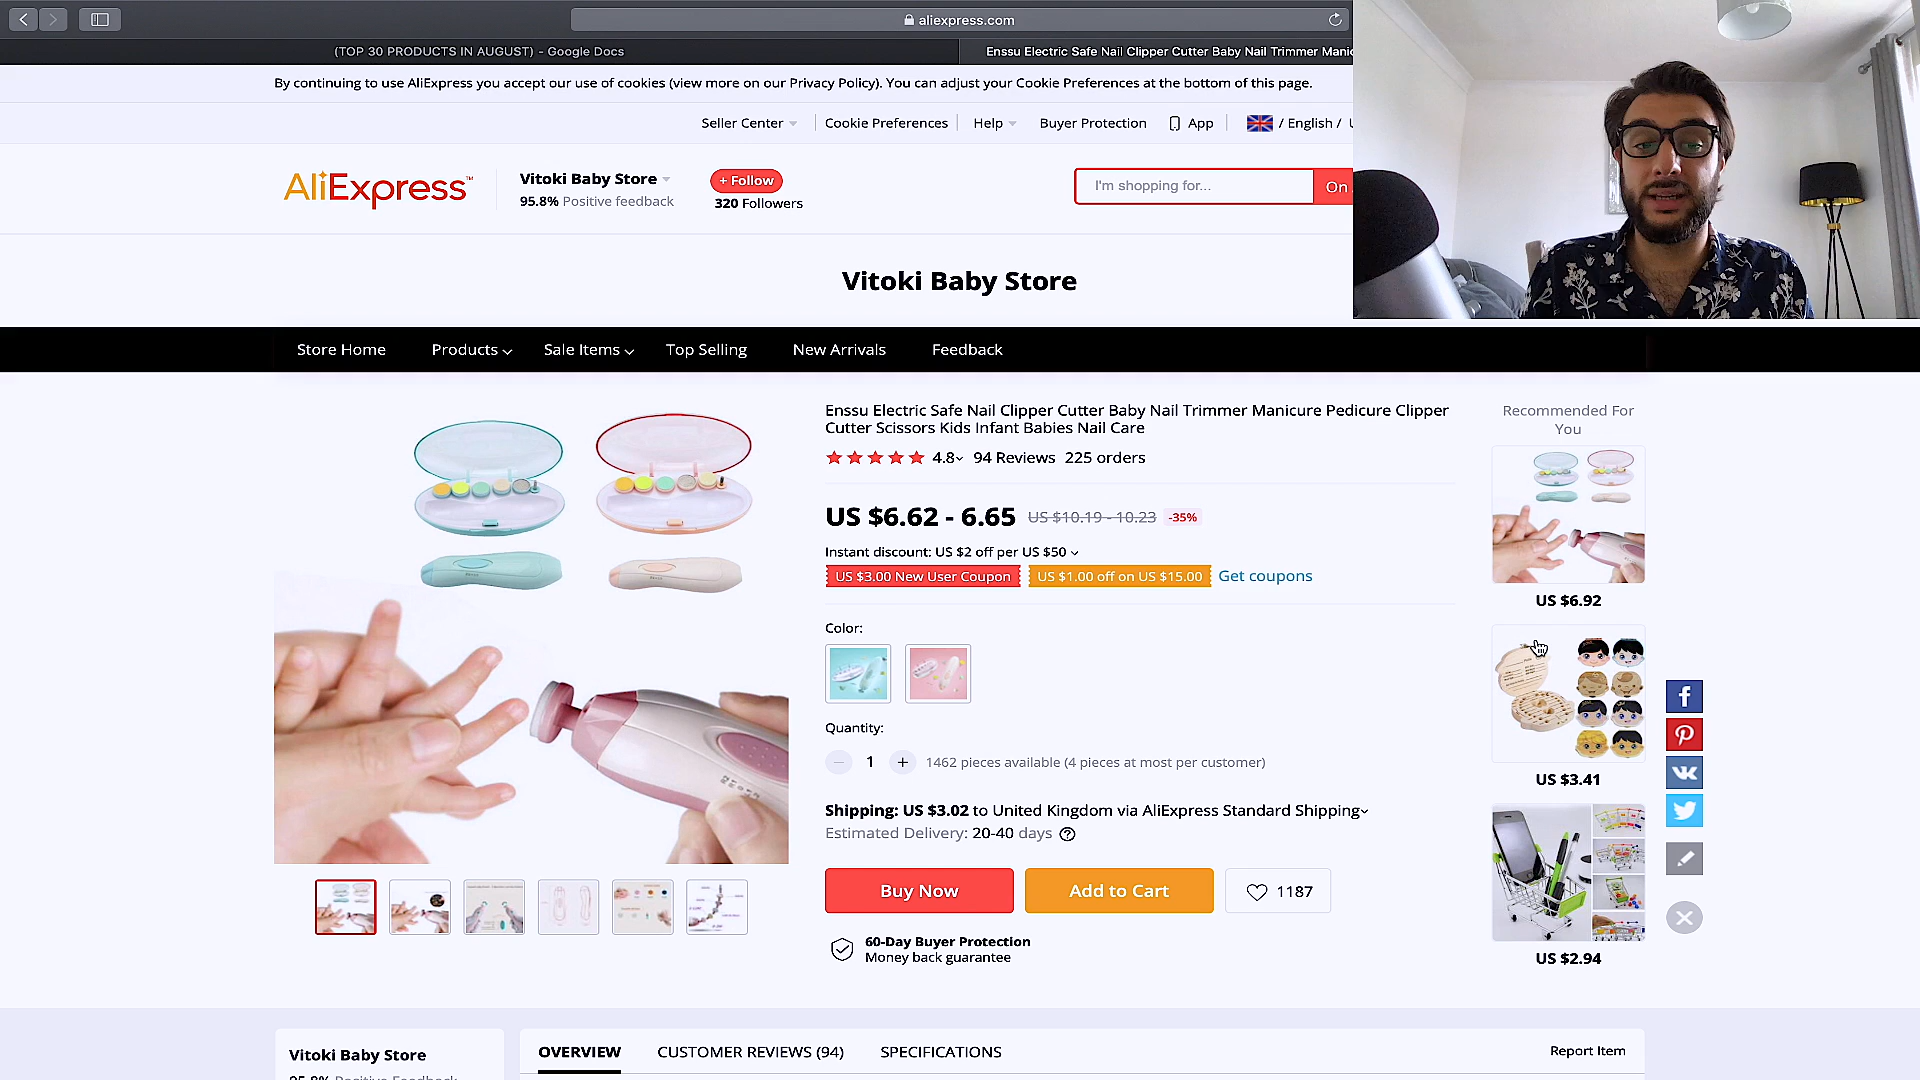 aliexpress.com
(TOP 30 PRODUCTS IN AUGUST) - Google Docs
Enssu Electric Safe Nail Clipper Cutter Baby Nail Trimmer Manic
By continuing to use AliExpress you accept our use of cookies (view more on our Privacy Policy). You can adjust your Cookie Preferences at the bottom of this page.
Seller Center
Cookie Preferences
Help
Buyer Protection
App
/ English /
AliExpress™
Vitoki Baby Store
95.8% Positive feedback
+ Follow
320 Followers
I'm shopping for...
On
Vitoki Baby Store
Store Home
Products
Sale Items
Top Selling
New Arrivals
Feedback
Enssu Electric Safe Nail Clipper Cutter Baby Nail Trimmer Manicure Pedicure Clipper
Cutter Scissors Kids Infant Babies Nail Care
4.8 94 Reviews 225 orders
US $6.62 - 6.65 US $10.19 - 10.23 -35%
Instant discount: US $2 off per US $50
US $3.00 New User Coupon
US $1.00 off on US $15.00
Get coupons
Color:
Quantity:
1
1462 pieces available (4 pieces at most per customer)
Shipping: US $3.02 to United Kingdom via AliExpress Standard Shipping
Estimated Delivery: 20-40 days
Buy Now
Add to Cart
1187
60-Day Buyer Protection
Money back guarantee
Recommended For
You
US $6.92
US $3.41
US $2.94
Vitoki Baby Store
95.8% Positive Feedback
OVERVIEW
CUSTOMER REVIEWS (94)
SPECIFICATIONS
Report Item